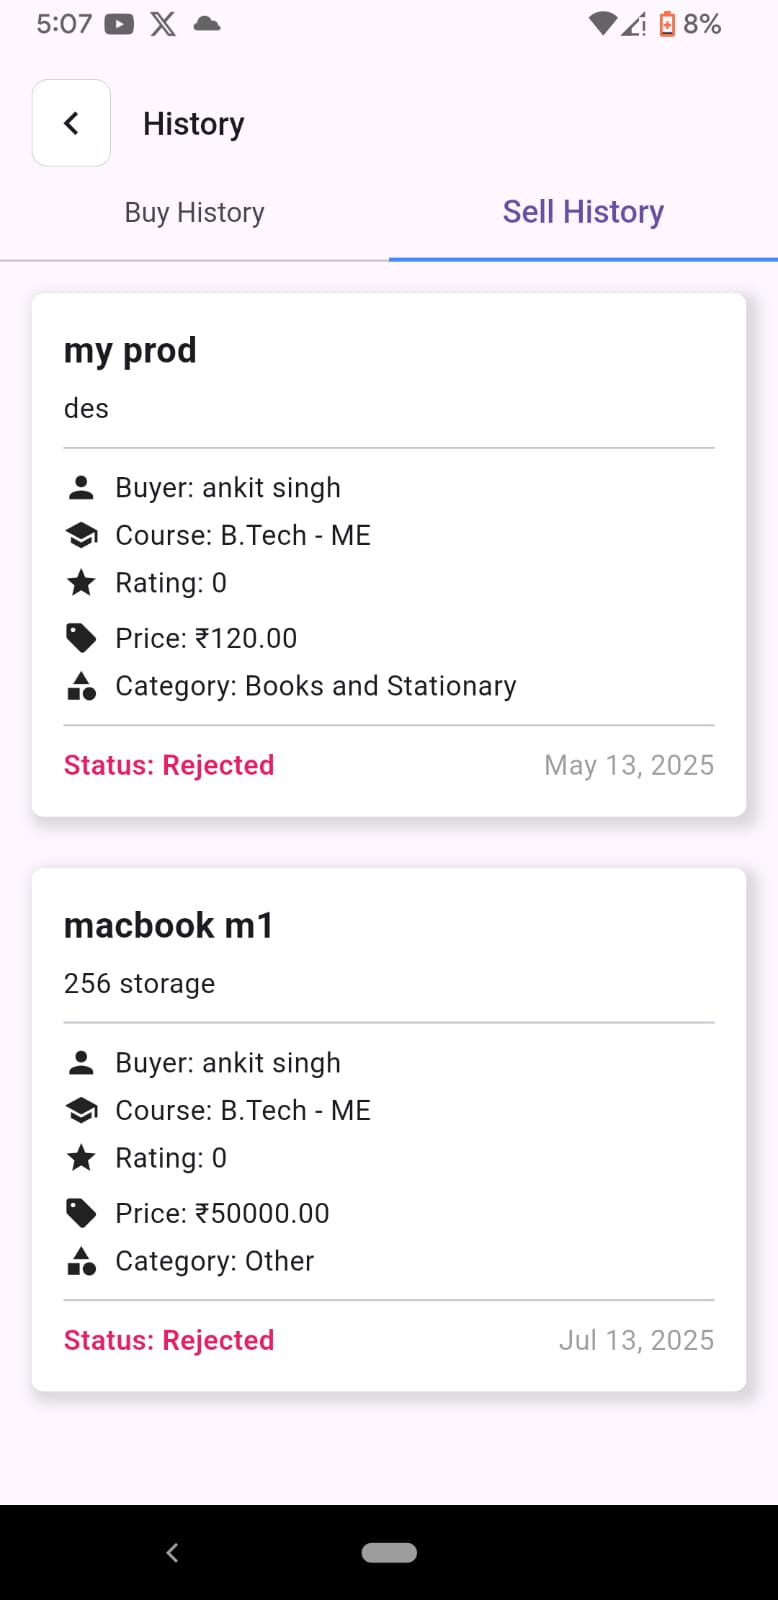 5:07 8%
History
Buy History Sell History
my prod
des
Buyer: ankit singh
Course: B.Tech - ME
Rating: 0
Price: ₹120.00
Category: Books and Stationary
Status: Rejected May 13, 2025
macbook m1
256 storage
Buyer: ankit singh
Course: B.Tech - ME
Rating: 0
Price: ₹50000.00
Category: Other
Status: Rejected Jul 13, 2025